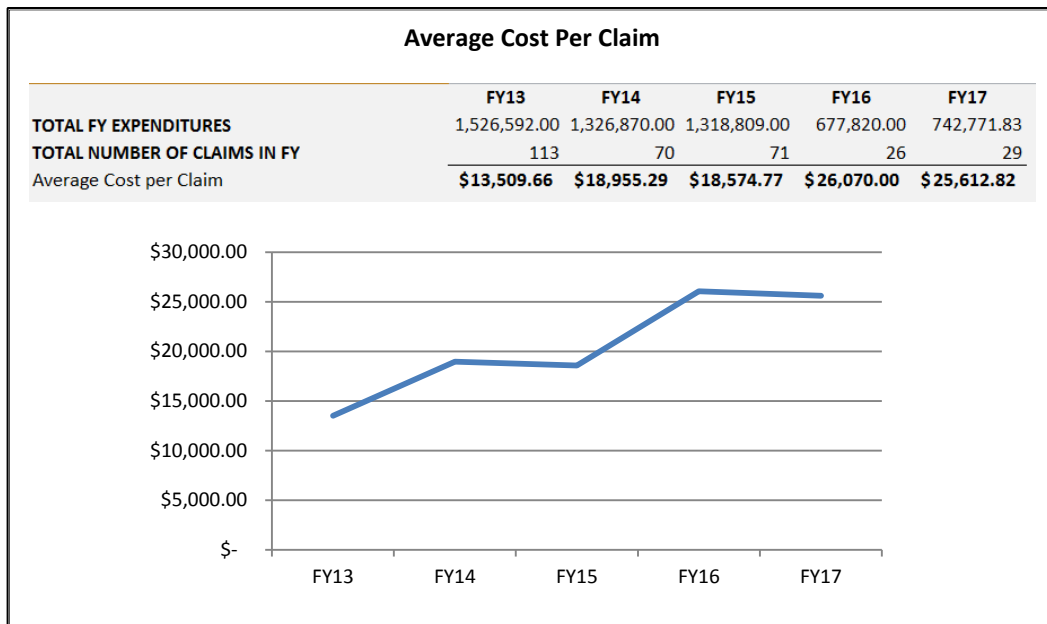 Average Cost Per Claim
FY13 FY14 FY15 FY16 FY17
TOTAL FY EXPENDITURES 1,526,592.00 1,326,870.00 1,318,809.00 677,820.00 742,771.83
TOTAL NUMBER OF CLAIMS IN FY 113 70 71 26 29
Average Cost per Claim $13,509.66 $18,955.29 $18,574.77 $26,070.00 $25,612.82
$30,000.00
$25,000.00
$20,000.00
$15,000.00
$10,000.00
$5,000.00
$-
FY13 FY14 FY15 FY16 FY17